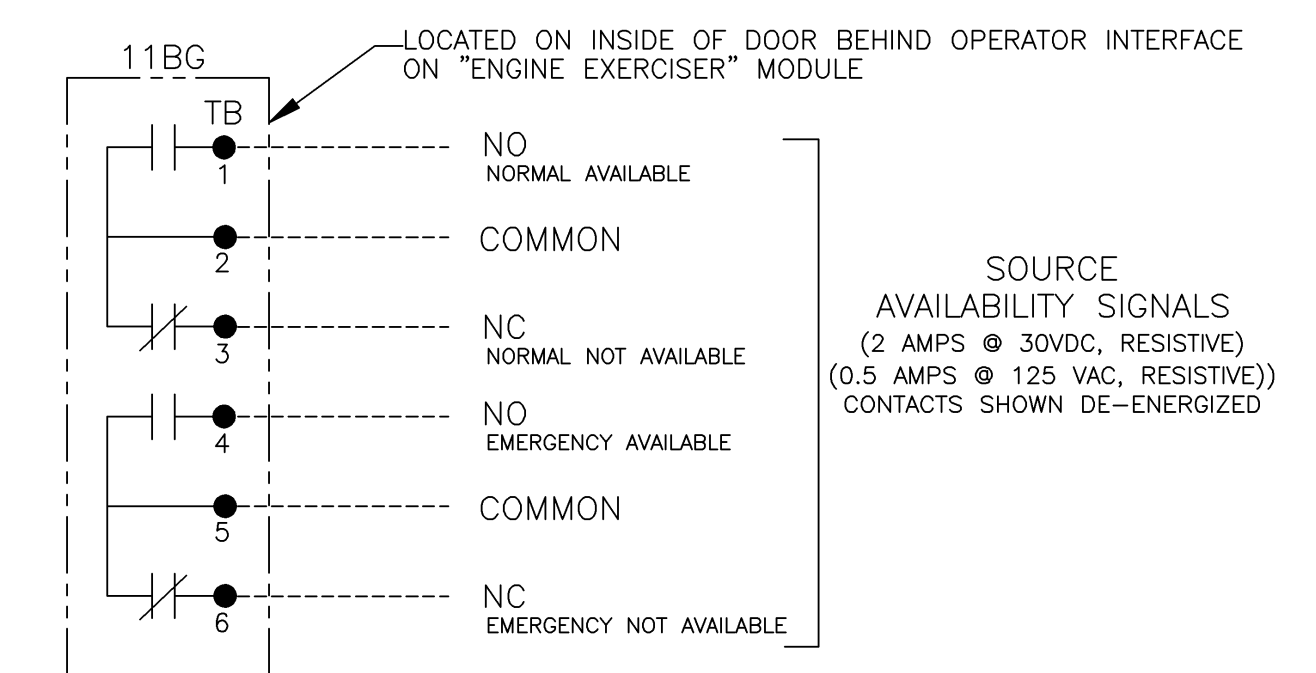 11BG
LOCATED ON INSIDE OF DOOR BEHIND OPERATOR INTERFACE
ON "ENGINE EXERCISER" MODULE
TB
1
NO
NORMAL AVAILABLE
2
COMMON
3
NC
NORMAL NOT AVAILABLE
4
NO
EMERGENCY AVAILABLE
5
COMMON
6
NC
EMERGENCY NOT AVAILABLE
SOURCE
AVAILABILITY SIGNALS
(2 AMPS @ 30VDC, RESISTIVE)
(0.5 AMPS @ 125 VAC, RESISTIVE))
CONTACTS SHOWN DE-ENERGIZED